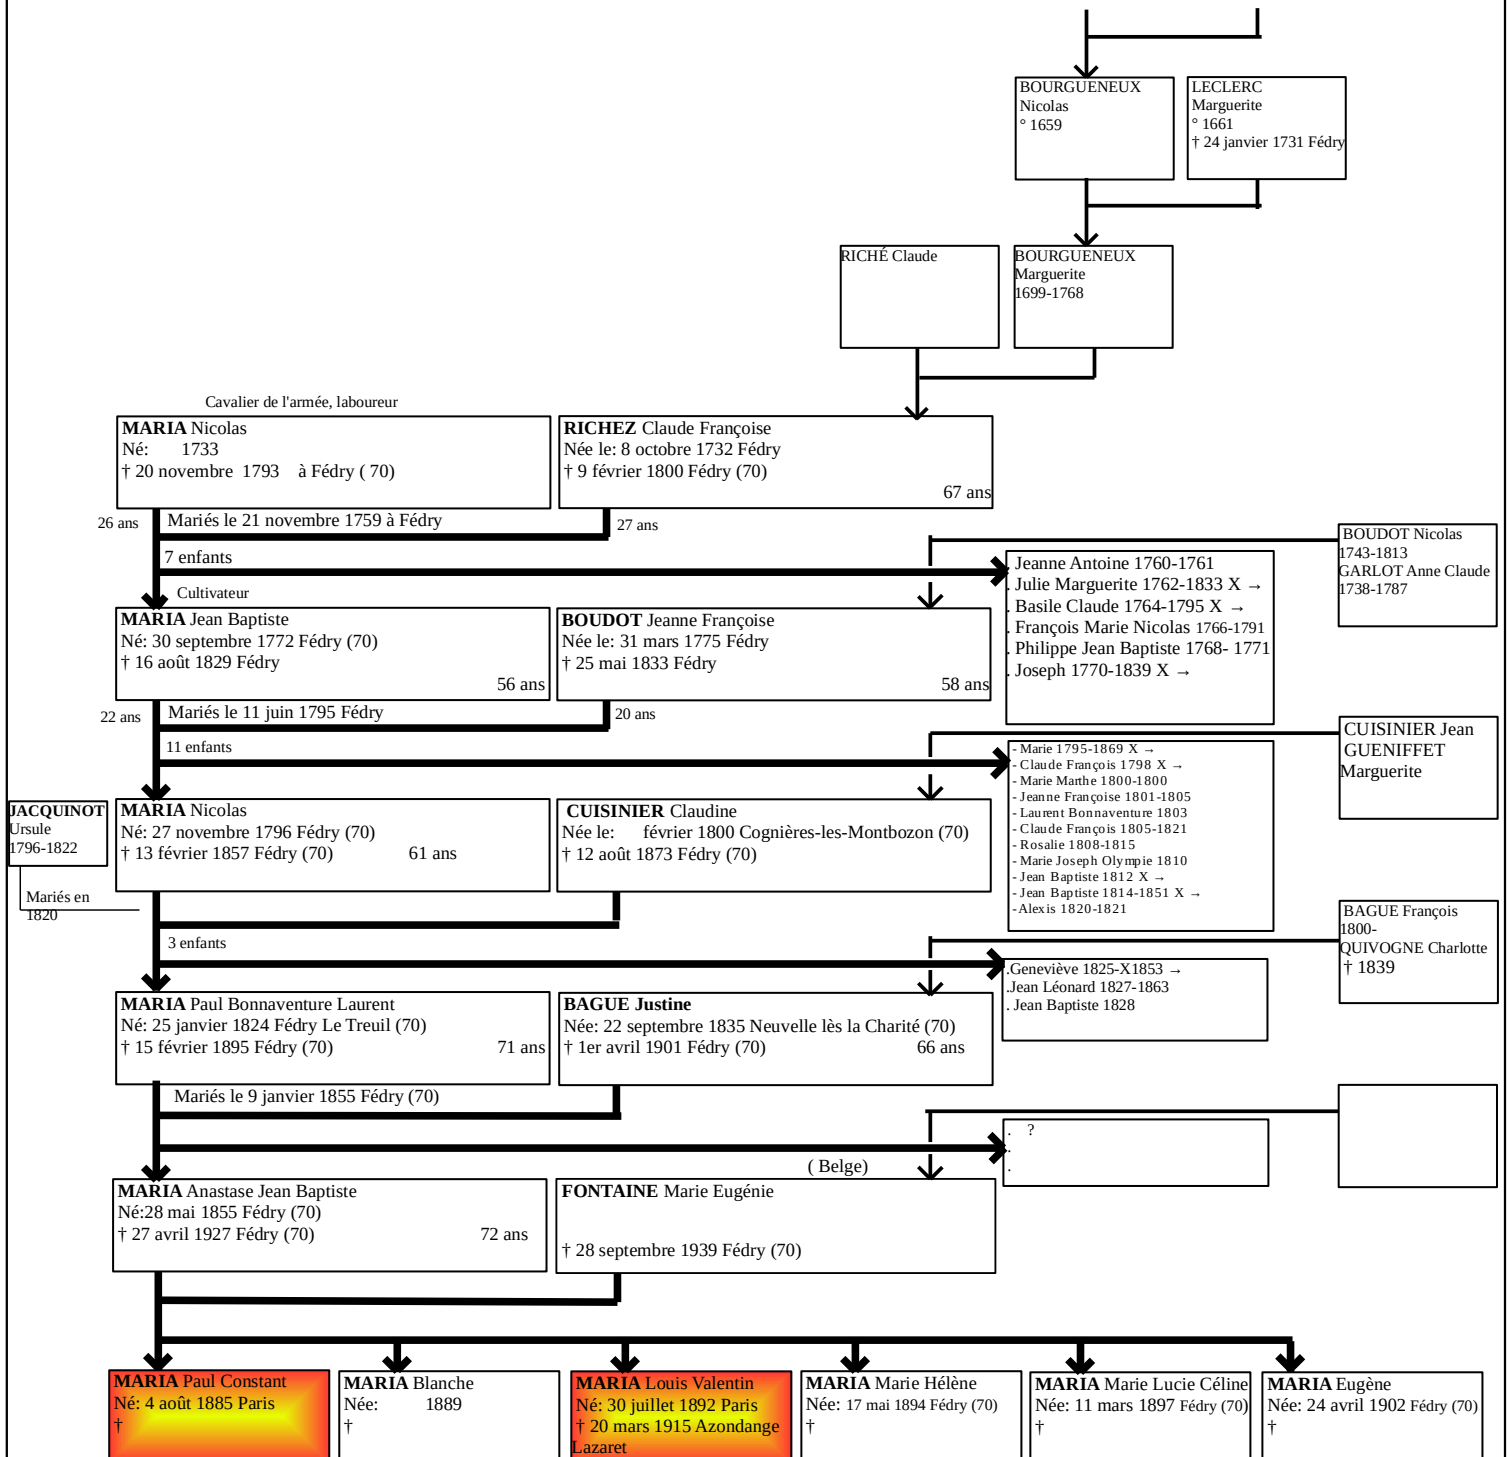 BOURGUENEUX
Nicolas
° 1659
LECLERC
Marguerite
° 1661
† 24 janvier 1731 Fédry
RICHÉ Claude
BOURGUENEUX
Marguerite
1699-1768
Cavalier de l'armée, laboureur
MARIA Nicolas
Né: 1733
† 20 novembre 1793 à Fédry ( 70)
RICHEZ Claude Françoise
Née le: 8 octobre 1732 Fédry
† 9 février 1800 Fédry (70)
67 ans
26 ans
Mariés le 21 novembre 1759 à Fédry
27 ans
7 enfants
. Jeanne Antoine 1760-1761
. Julie Marguerite 1762-1833 X →
. Basile Claude 1764-1795 X →
. François Marie Nicolas 1766-1791
. Philippe Jean Baptiste 1768- 1771
. Joseph 1770-1839 X →
BOUDOT Nicolas
1743-1813
GARLOT Anne Claude
1738-1787
Cultivateur
MARIA Jean Baptiste
Né: 30 septembre 1772 Fédry (70)
† 16 août 1829 Fédry
56 ans
BOUDOT Jeanne Françoise
Née le: 31 mars 1775 Fédry
† 25 mai 1833 Fédry
58 ans
22 ans
Mariés le 11 juin 1795 Fédry
20 ans
11 enfants
- Marie 1795-1869 X →
- Claude François 1798 X →
- Marie Marthe 1800-1800
- Jeanne Françoise 1801-1805
- Laurent Bonnaventure 1803
- Claude François 1805-1821
- Rosalie 1808-1815
- Marie Joseph Olympie 1810
- Jean Baptiste 1812 X →
- Jean Baptiste 1814-1851 X →
-Alexis 1820-1821
CUISINIER Jean
GUENIFFET
Marguerite
JACQUINOT
Ursule
1796-1822
MARIA Nicolas
Né: 27 novembre 1796 Fédry (70)
† 13 février 1857 Fédry (70) 61 ans
CUISINIER Claudine
Née le: février 1800 Cognières-les-Montbozon (70)
† 12 août 1873 Fédry (70)
Mariés en
1820
3 enfants
.Geneviève 1825-X1853 →
.Jean Léonard 1827-1863
. Jean Baptiste 1828
BAGUE François
1800-
QUIVOGNE Charlotte
† 1839
MARIA Paul Bonnaventure Laurent
Né: 25 janvier 1824 Fédry Le Treuil (70)
† 15 février 1895 Fédry (70) 71 ans
BAGUE Justine
Née: 22 septembre 1835 Neuvelle lès la Charité (70)
† 1er avril 1901 Fédry (70) 66 ans
Mariés le 9 janvier 1855 Fédry (70)
. ?
.
.
( Belge)
MARIA Anastase Jean Baptiste
Né:28 mai 1855 Fédry (70)
† 27 avril 1927 Fédry (70) 72 ans
FONTAINE Marie Eugénie
† 28 septembre 1939 Fédry (70)
MARIA Paul Constant
Né: 4 août 1885 Paris
†
MARIA Blanche
Née: 1889
†
MARIA Louis Valentin
Né: 30 juillet 1892 Paris
† 20 mars 1915 Azondange
Lazaret
MARIA Marie Hélène
Née: 17 mai 1894 Fédry (70)
†
MARIA Marie Lucie Céline
Née: 11 mars 1897 Fédry (70)
†
MARIA Eugène
Née: 24 avril 1902 Fédry (70)
†